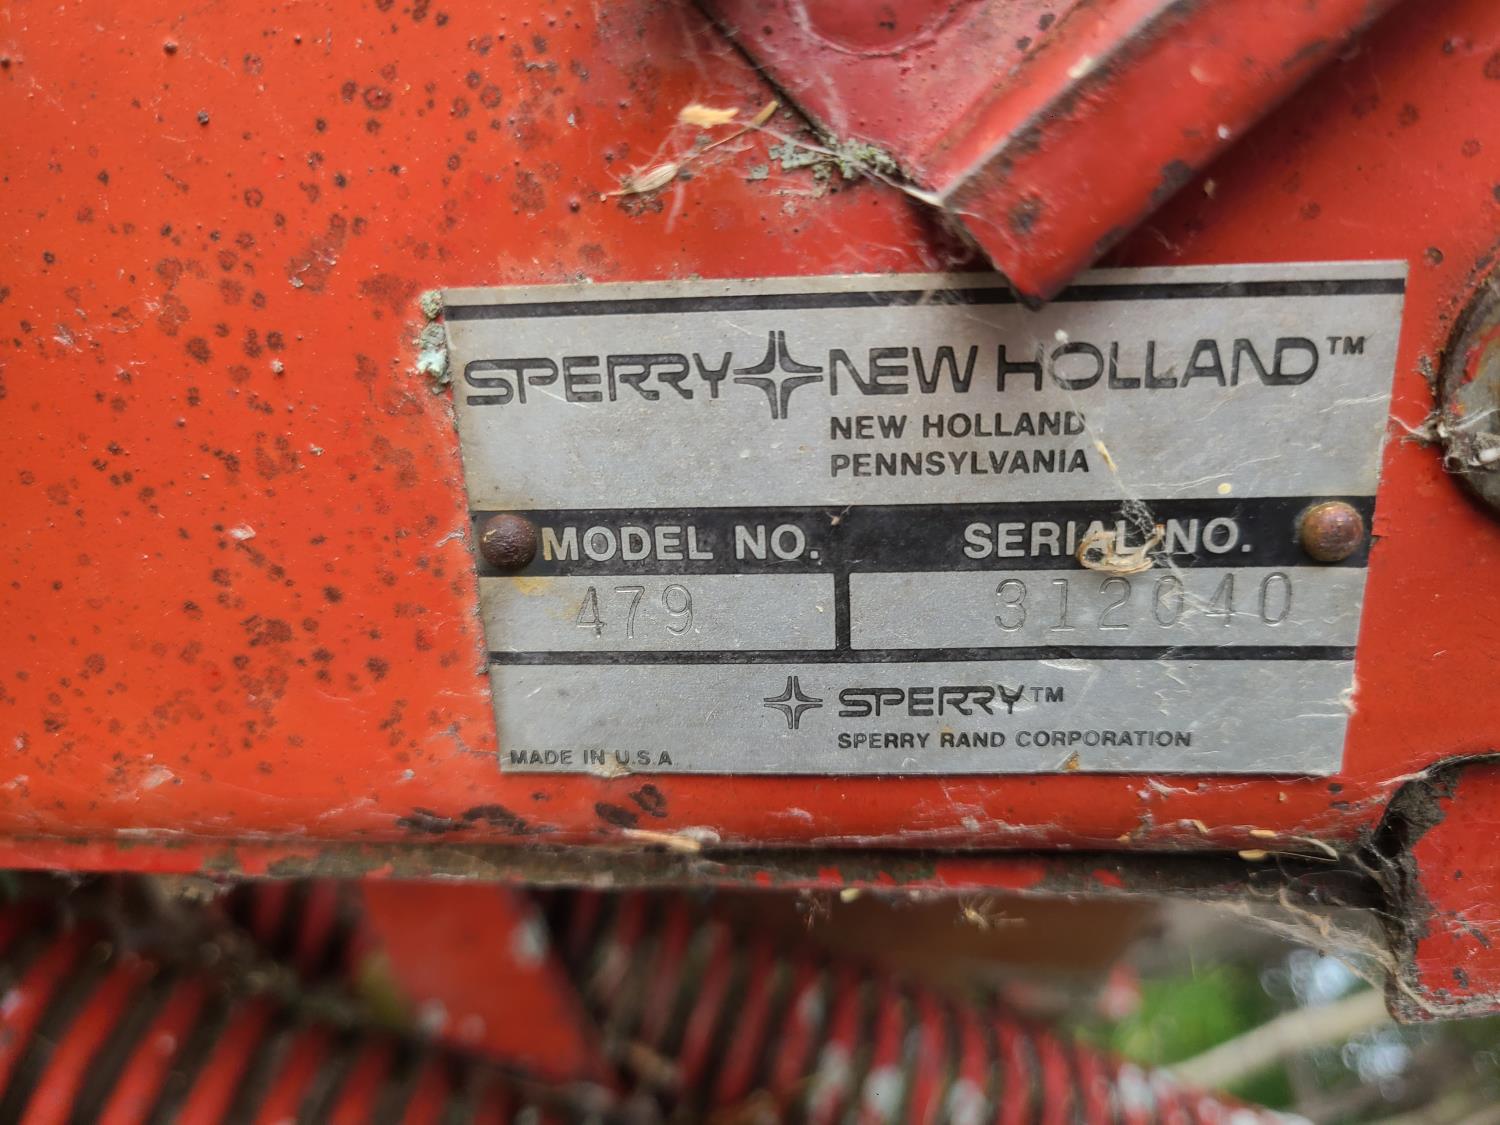 SPERRY NEW HOLLAND™
NEW HOLLAND
PENNSYLVANIA
MODEL NO. SERIAL NO.
479 312040
SPERRY™
SPERRY RAND CORPORATION
MADE IN U.S.A